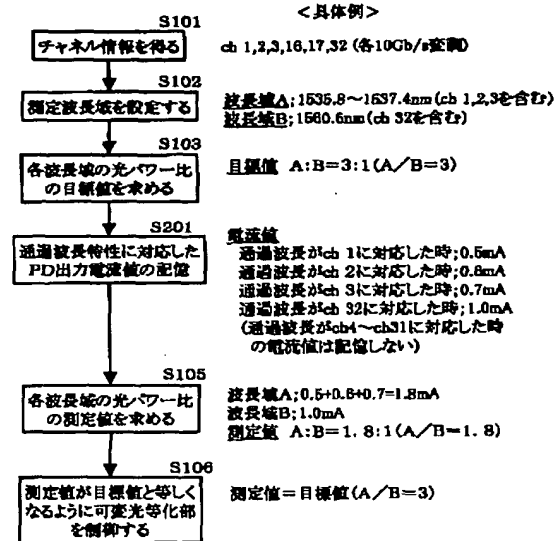 <具体例>
S101
チャネル情報を得る
ch 1,2,3,16,17,32 (各10Gb/s変調)
S102
測定波長域を設定する
波長域A;1535.8～1537.4nm(ch 1,2,3を含む)
波長域B;1560.6nm(ch 32を含む)
S103
各波長域の光パワー比
の目標値を求める
目標値 A:B=3:1(A/B=3)
S201
通過波長特性に対応した
PD出力電流値の記憶
電流値
通過波長がch 1に対応した時;0.5mA
通過波長がch 2に対応した時;0.6mA
通過波長がch 3に対応した時;0.7mA
通過波長がch 32に対応した時;1.0mA
(通過波長がch4～ch31に対応した時
の電流値は記憶しない)
S105
各波長域の光パワー比
の測定値を求める
波長域A;0.5+0.6+0.7=1.8mA
波長域B;1.0mA
測定値 A:B=1.8:1(A/B=1.8)
S106
測定値が目標値と等しく
なるように可変光等化部
を制御する
測定値=目標値(A/B=3)